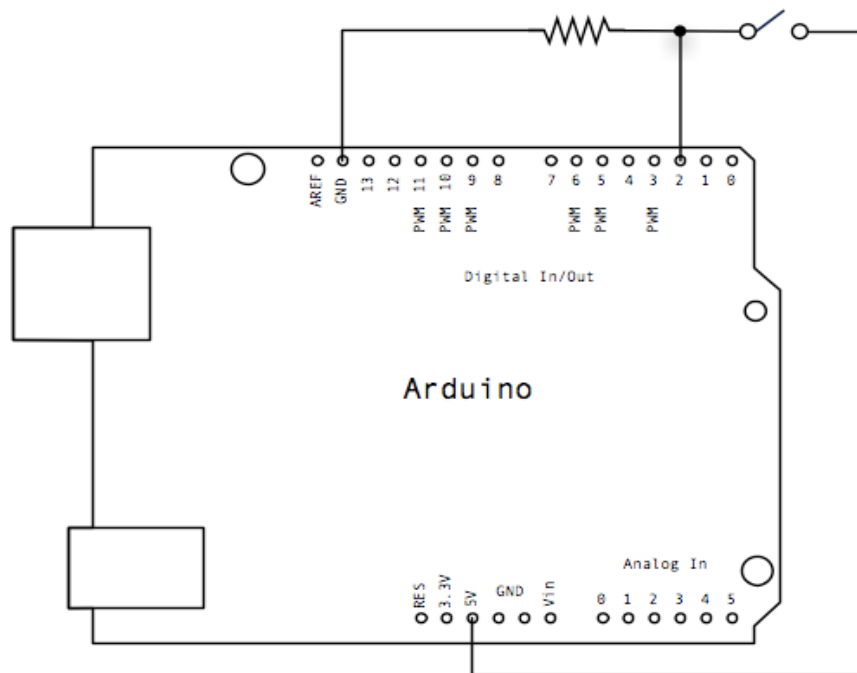 AREF GND 13 12 11 10 9 8 7 6 5 4 3 2 1 0
PWM PWM PWM PWM PWM PWM
Digital In/Out
Arduino
Analog In
RES 3.3V 5V GND Vin 0 1 2 3 4 5